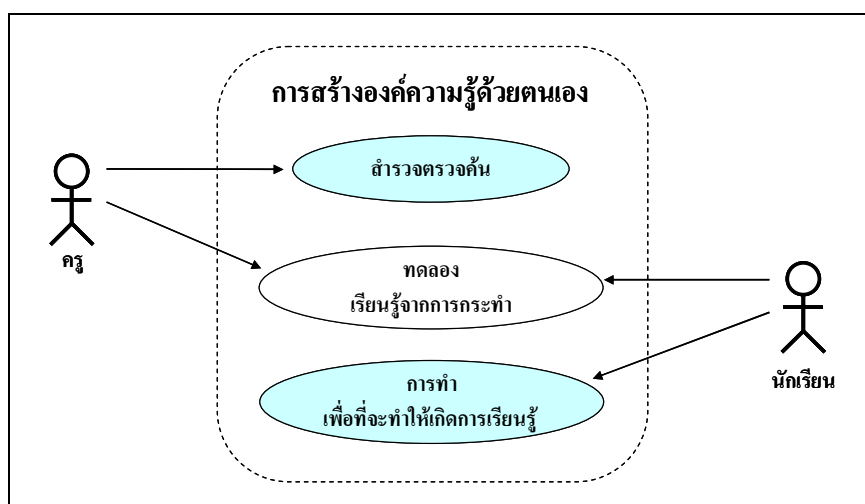 การสร้างองค์ความรู้ด้วยตนเอง
สำรวจตรวจค้น
ครู
ทดลอง
เรียนรู้จากการกระทำ
นักเรียน
การทำ
เพื่อที่จะทำให้เกิดการเรียนรู้